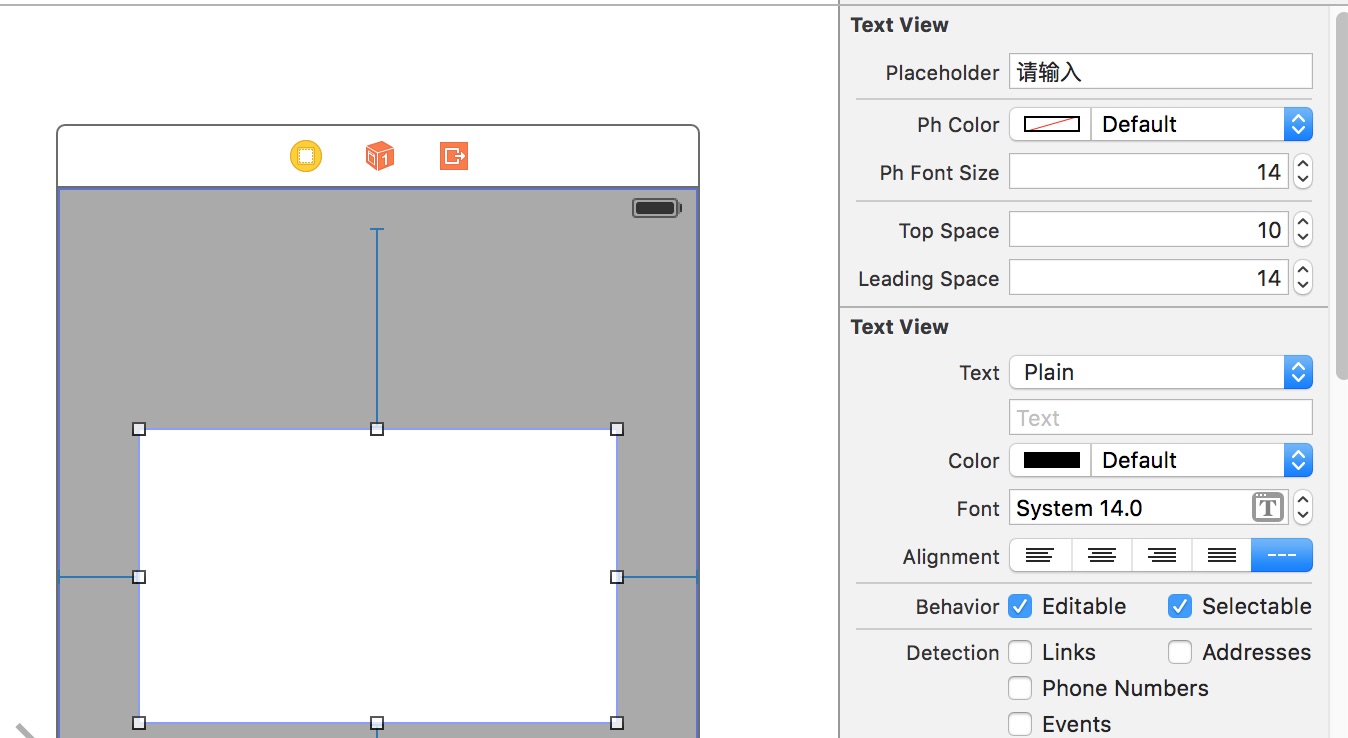 Text View
Placeholder 请输入
Ph Color Default
Ph Font Size 14
Top Space 10
Leading Space 14
Text View
Text Plain
Text
Color Default
Font System 14.0 T
Alignment ---
Behavior Editable Selectable
Detection Links Addresses
Phone Numbers
Events
1